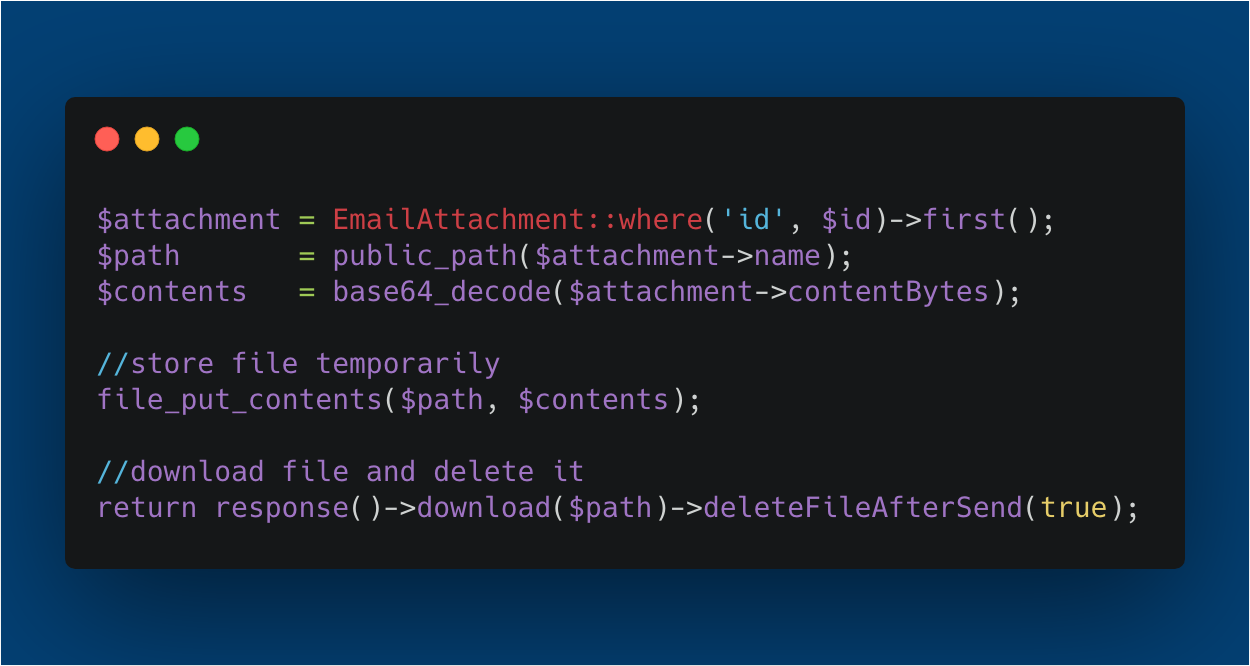 $attachment = EmailAttachment::where('id', $id)->first();
$path       = public_path($attachment->name);
$contents   = base64_decode($attachment->contentBytes);
//store file temporarily
file_put_contents($path, $contents);
//download file and delete it
return response()->download($path)->deleteFileAfterSend(true);